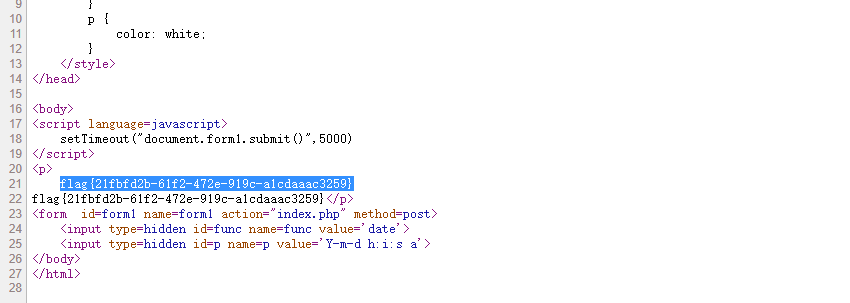 9 }
10 p {
11 color: white;
12 }
13 </style>
14 </head>
15
16 <body>
17 <script language=javascript>
18 setTimeout("document.form1.submit()",5000)
19 </script>
20 <p>
21 flag{21fbfd2b-61f2-472e-919c-a1cdaaac3259}
22 flag{21fbfd2b-61f2-472e-919c-a1cdaaac3259}</p>
23 <form  id=form1 name=form1 action="index.php" method=post>
24 <input type=hidden id=func name=func value='date'>
25 <input type=hidden id=p name=p value='Y-m-d h:i:s a'>
26 </body>
27 </html>
28